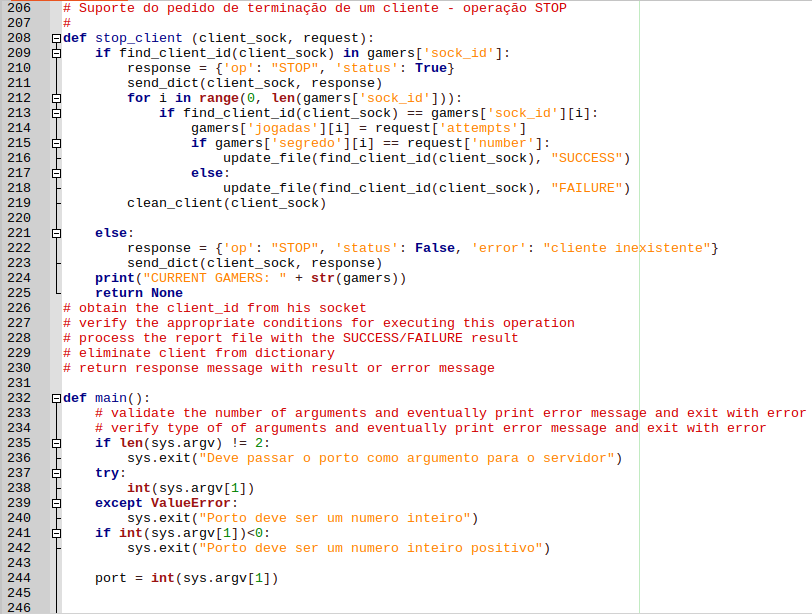 206 # Suporte do pedido de terminação de um cliente - operação STOP
207 #
208 def stop_client (client_sock, request):
209     if find_client_id(client_sock) in gamers['sock_id']:
210         response = {'op': "STOP", 'status': True}
211         send_dict(client_sock, response)
212         for i in range(0, len(gamers['sock_id'])):
213             if find_client_id(client_sock) == gamers['sock_id'][i]:
214                 gamers['jogadas'][i] = request['attempts']
215                 if gamers['segredo'][i] == request['number']:
216                     update_file(find_client_id(client_sock), "SUCCESS")
217                 else:
218                     update_file(find_client_id(client_sock), "FAILURE")
219         clean_client(client_sock)
220
221     else:
222         response = {'op': "STOP", 'status': False, 'error': "cliente inexistente"}
223         send_dict(client_sock, response)
224     print("CURRENT GAMERS: " + str(gamers))
225     return None
226 # obtain the client_id from his socket
227 # verify the appropriate conditions for executing this operation
228 # process the report file with the SUCCESS/FAILURE result
229 # eliminate client from dictionary
230 # return response message with result or error message
231
232 def main():
233     # validate the number of arguments and eventually print error message and exit with error
234     # verify type of of arguments and eventually print error message and exit with error
235     if len(sys.argv) != 2:
236         sys.exit("Deve passar o porto como argumento para o servidor")
237     try:
238         int(sys.argv[1])
239     except ValueError:
240         sys.exit("Porto deve ser um numero inteiro")
241     if int(sys.argv[1])<0:
242         sys.exit("Porto deve ser um numero inteiro positivo")
243
244     port = int(sys.argv[1])
245
246